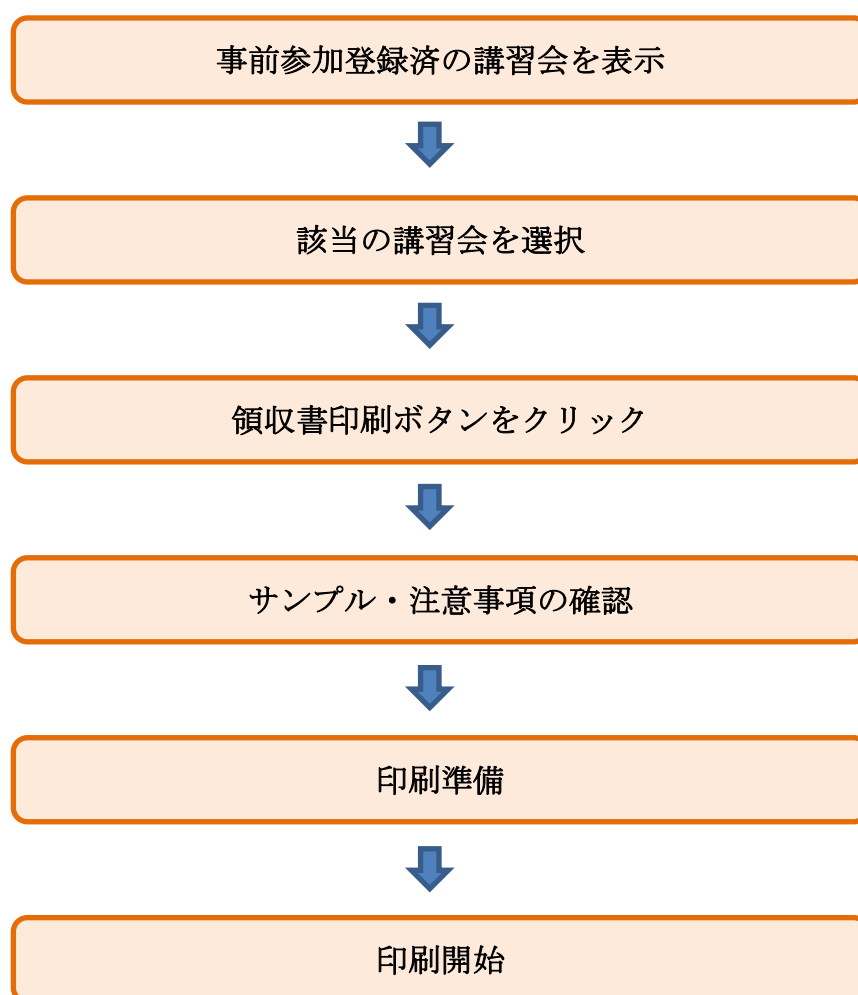 事前参加登録済の講習会を表示
該当の講習会を選択
領収書印刷ボタンをクリック
サンプル・注意事項の確認
印刷準備
印刷開始